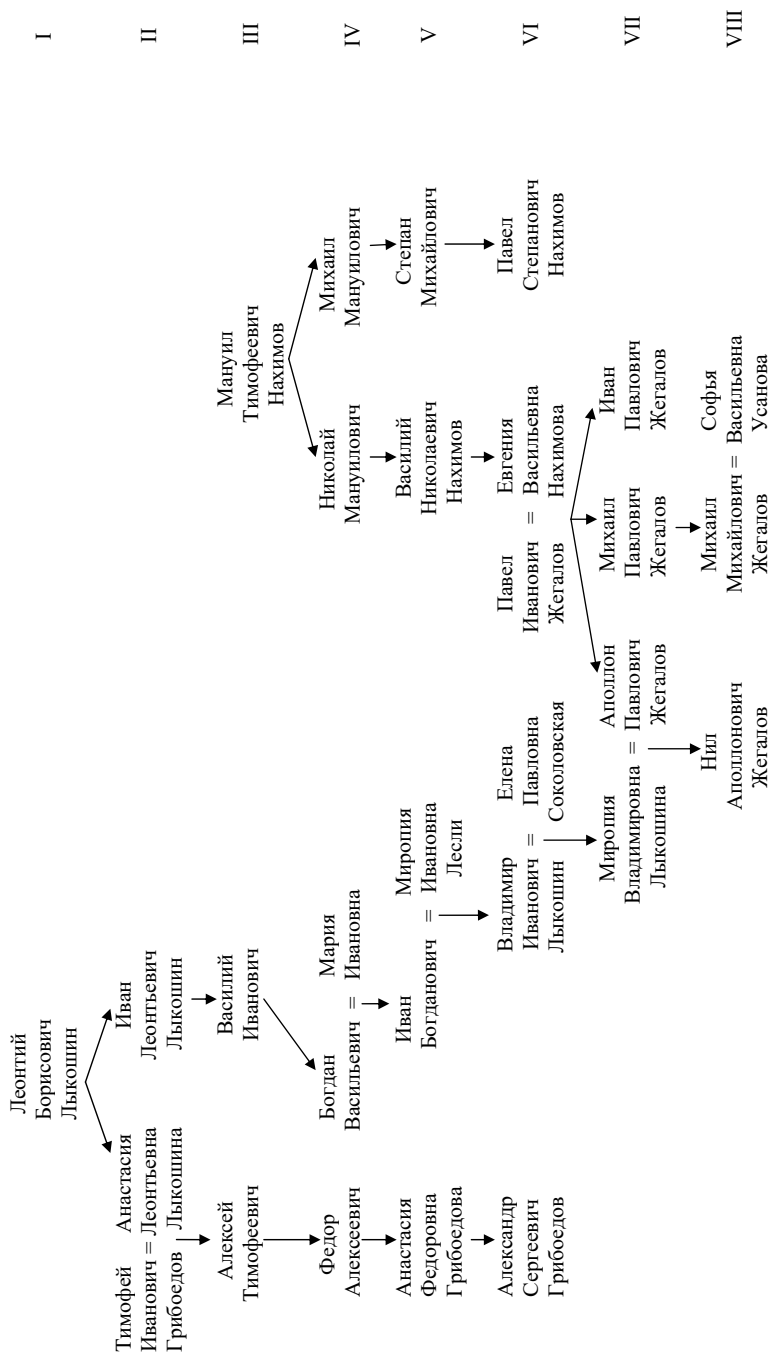 I
Леонтий
Борисович
Лыкошин
II
Тимофей
Иванович = Леонтьевна
Грибоедов
Анастасия
Лыкошина
Иван
Леонтьевич
Лыкошин
III
Алексей
Тимофеевич
Василий
Иванович
Мануил
Тимофеевич
Нахимов
IV
Федор
Алексеевич
Богдан
Васильевич = Ивановна
Мария
Николай
Мануилович
Михаил
Мануилович
V
Анастасия
Федоровна
Грибоедова
Иван
Богданович = Ивановна
Миропия
Лесли
Василий
Николаевич
Нахимов
Степан
Михайлович
VI
Александр
Сергеевич
Грибоедов
Владимир
Иванович = Павловна
Лыкошин
Елена
Соколовская
Павел
Иванович = Васильевна
Жегалов
Евгения
Нахимова
Павел
Степанович
Нахимов
VII
Миропия
Владимировна = Павлович
Лыкошина
Аполлон
Жегалов
Михаил
Павлович
Жегалов
Иван
Павлович
Жегалов
VIII
Нил
Аполлонович
Жегалов
Михаил
Михайлович = Васильевна
Жегалов
Софья
Усанова